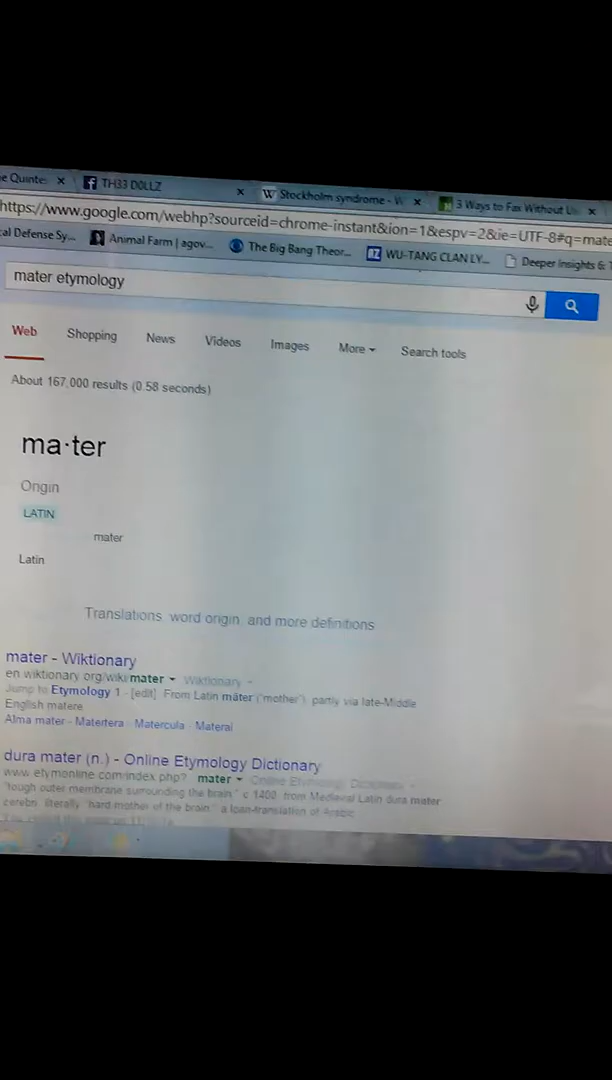 e Quinte: × TH33 D0LLZ × W Stockholm syndrome - W × 3 Ways to Fax Without U ×
https://www.google.com/webhp?sourceid=chrome-instant&ion=1&espv=2&ie=UTF-8#q=mate
al Defense Sy... Animal Farm | agov... The Big Bang Theor... WU-TANG CLAN LY... Deeper Insights &
mater etymology
Web Shopping News Videos Images More Search tools
About 167,000 results (0.58 seconds)
ma·ter
Origin
LATIN
mater
Latin
Translations, word origin, and more definitions
mater - Wiktionary
en.wiktionary.org/wiki/mater Wiktionary
Jump to Etymology 1 - [edit] From Latin māter ("mother"), partly via late-Middle
English matere
Alma mater - Matertera - Matercula - Materai
dura mater (n.) - Online Etymology Dictionary
www.etymonline.com/index.php? mater Online Etymology Dictionary
"tough outer membrane surrounding the brain," c.1400, from Medieval Latin dura mater
cerebri, literally "hard mother of the brain," a loan-translation of Arabic